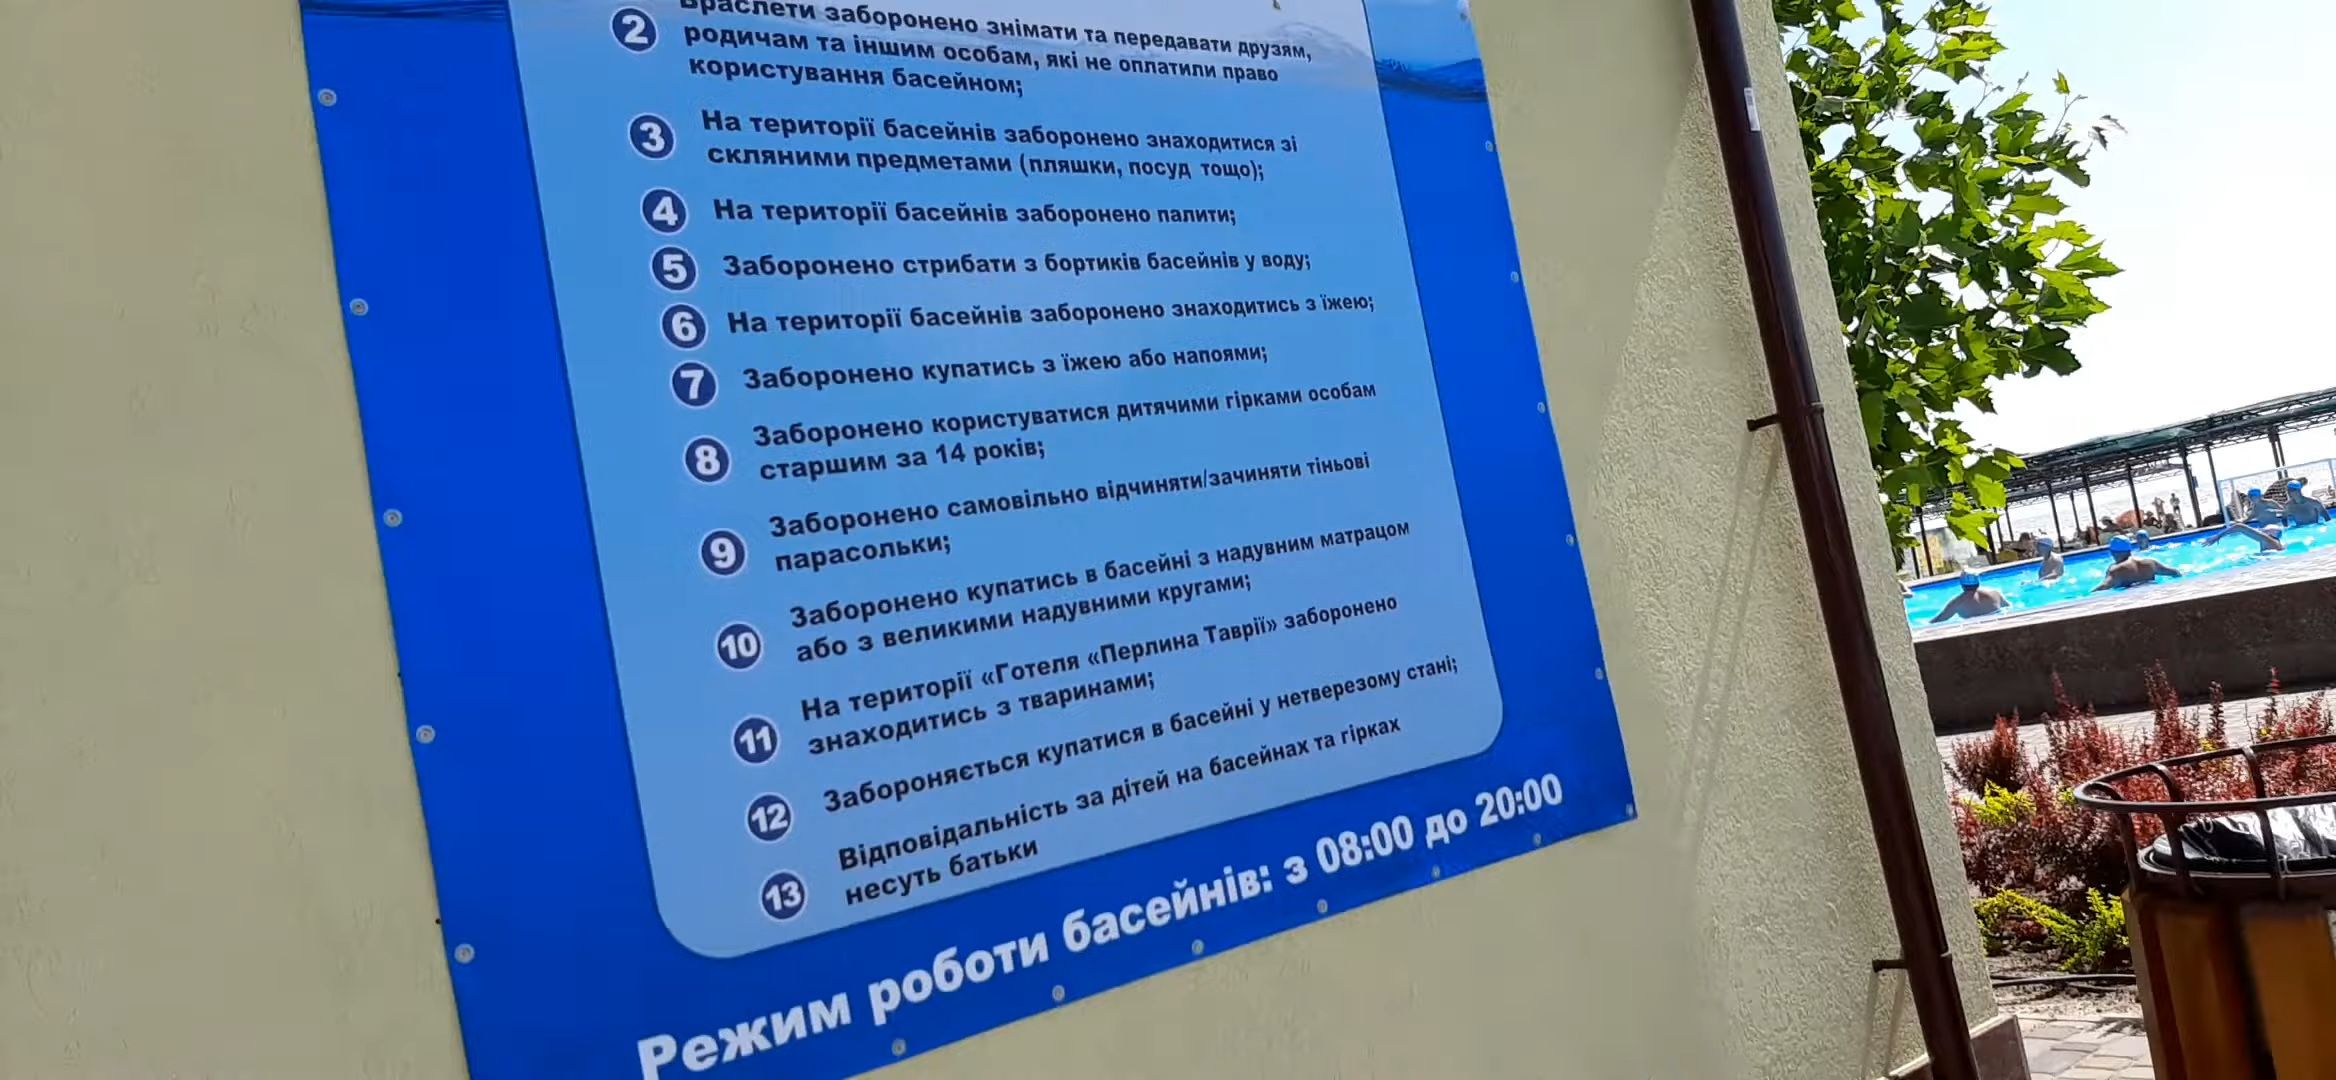 2 Браслети заборонено знімати та передавати друзям,
родичам та іншим особам, які не оплатили право
користування басейном;
3 На території басейнів заборонено знаходитися зі
скляними предметами (пляшки, посуд тощо);
4 На території басейнів заборонено палити;
5 Заборонено стрибати з бортиків басейнів у воду;
6 На території басейнів заборонено знаходитись з їжею;
7 Заборонено купатись з їжею або напоями;
8 Заборонено користуватися дитячими гірками особам
старшим за 14 років;
9 Заборонено самовільно відчиняти/зачиняти тіньові
парасольки;
10 Заборонено купатись в басейні з надувним матрацом
або з великими надувними кругами;
11 На території «Готеля «Перлина Таврії» заборонено
знаходитись з тваринами;
12 Забороняється купатися в басейні у нетверезому стані;
13 Відповідальність за дітей на басейнах та гірках
несуть батьки
Режим роботи басейнів: з 08:00 до 20:00